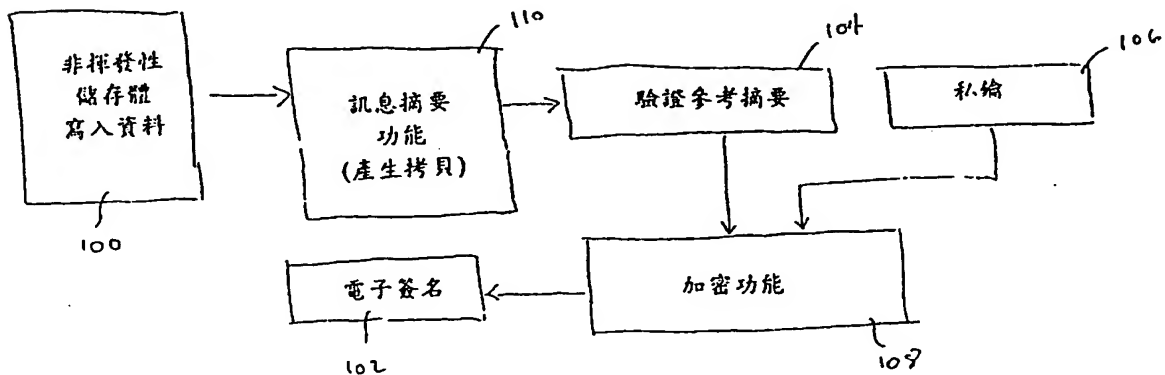 110
104
106
非揮發性
儲存體
寫入資料
訊息摘要
功能
(產生拷貝)
驗證參考摘要
私鑰
100
電子簽名
加密功能
102
108